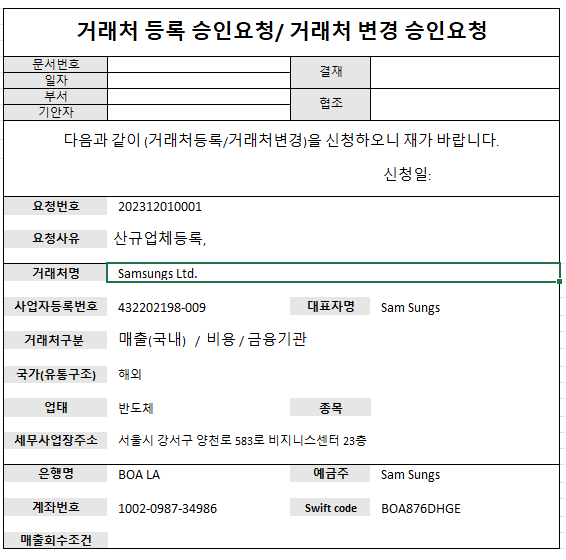 거래처 등록 승인요청/ 거래처 변경 승인요청
문서번호
결재
일자
부서
협조
기안자
다음과 같이 (거래처등록/거래처변경)을 신청하오니 재가 바랍니다.
신청일:
요청번호 202312010001
요청사유 산규업체등록,
거래처명 Samsungs Ltd.
사업자등록번호 432202198-009 대표자명 Sam Sungs
거래처구분 매출(국내) / 비용 / 금융기관
국가(유통구조) 해외
업태 반도체 종목
세무사업장주소 서울시 강서구 양천로 583로 비지니스센터 23층
은행명 BOA LA 예금주 Sam Sungs
계좌번호 1002-0987-34986 Swift code BOA876DHGE
매출회수조건